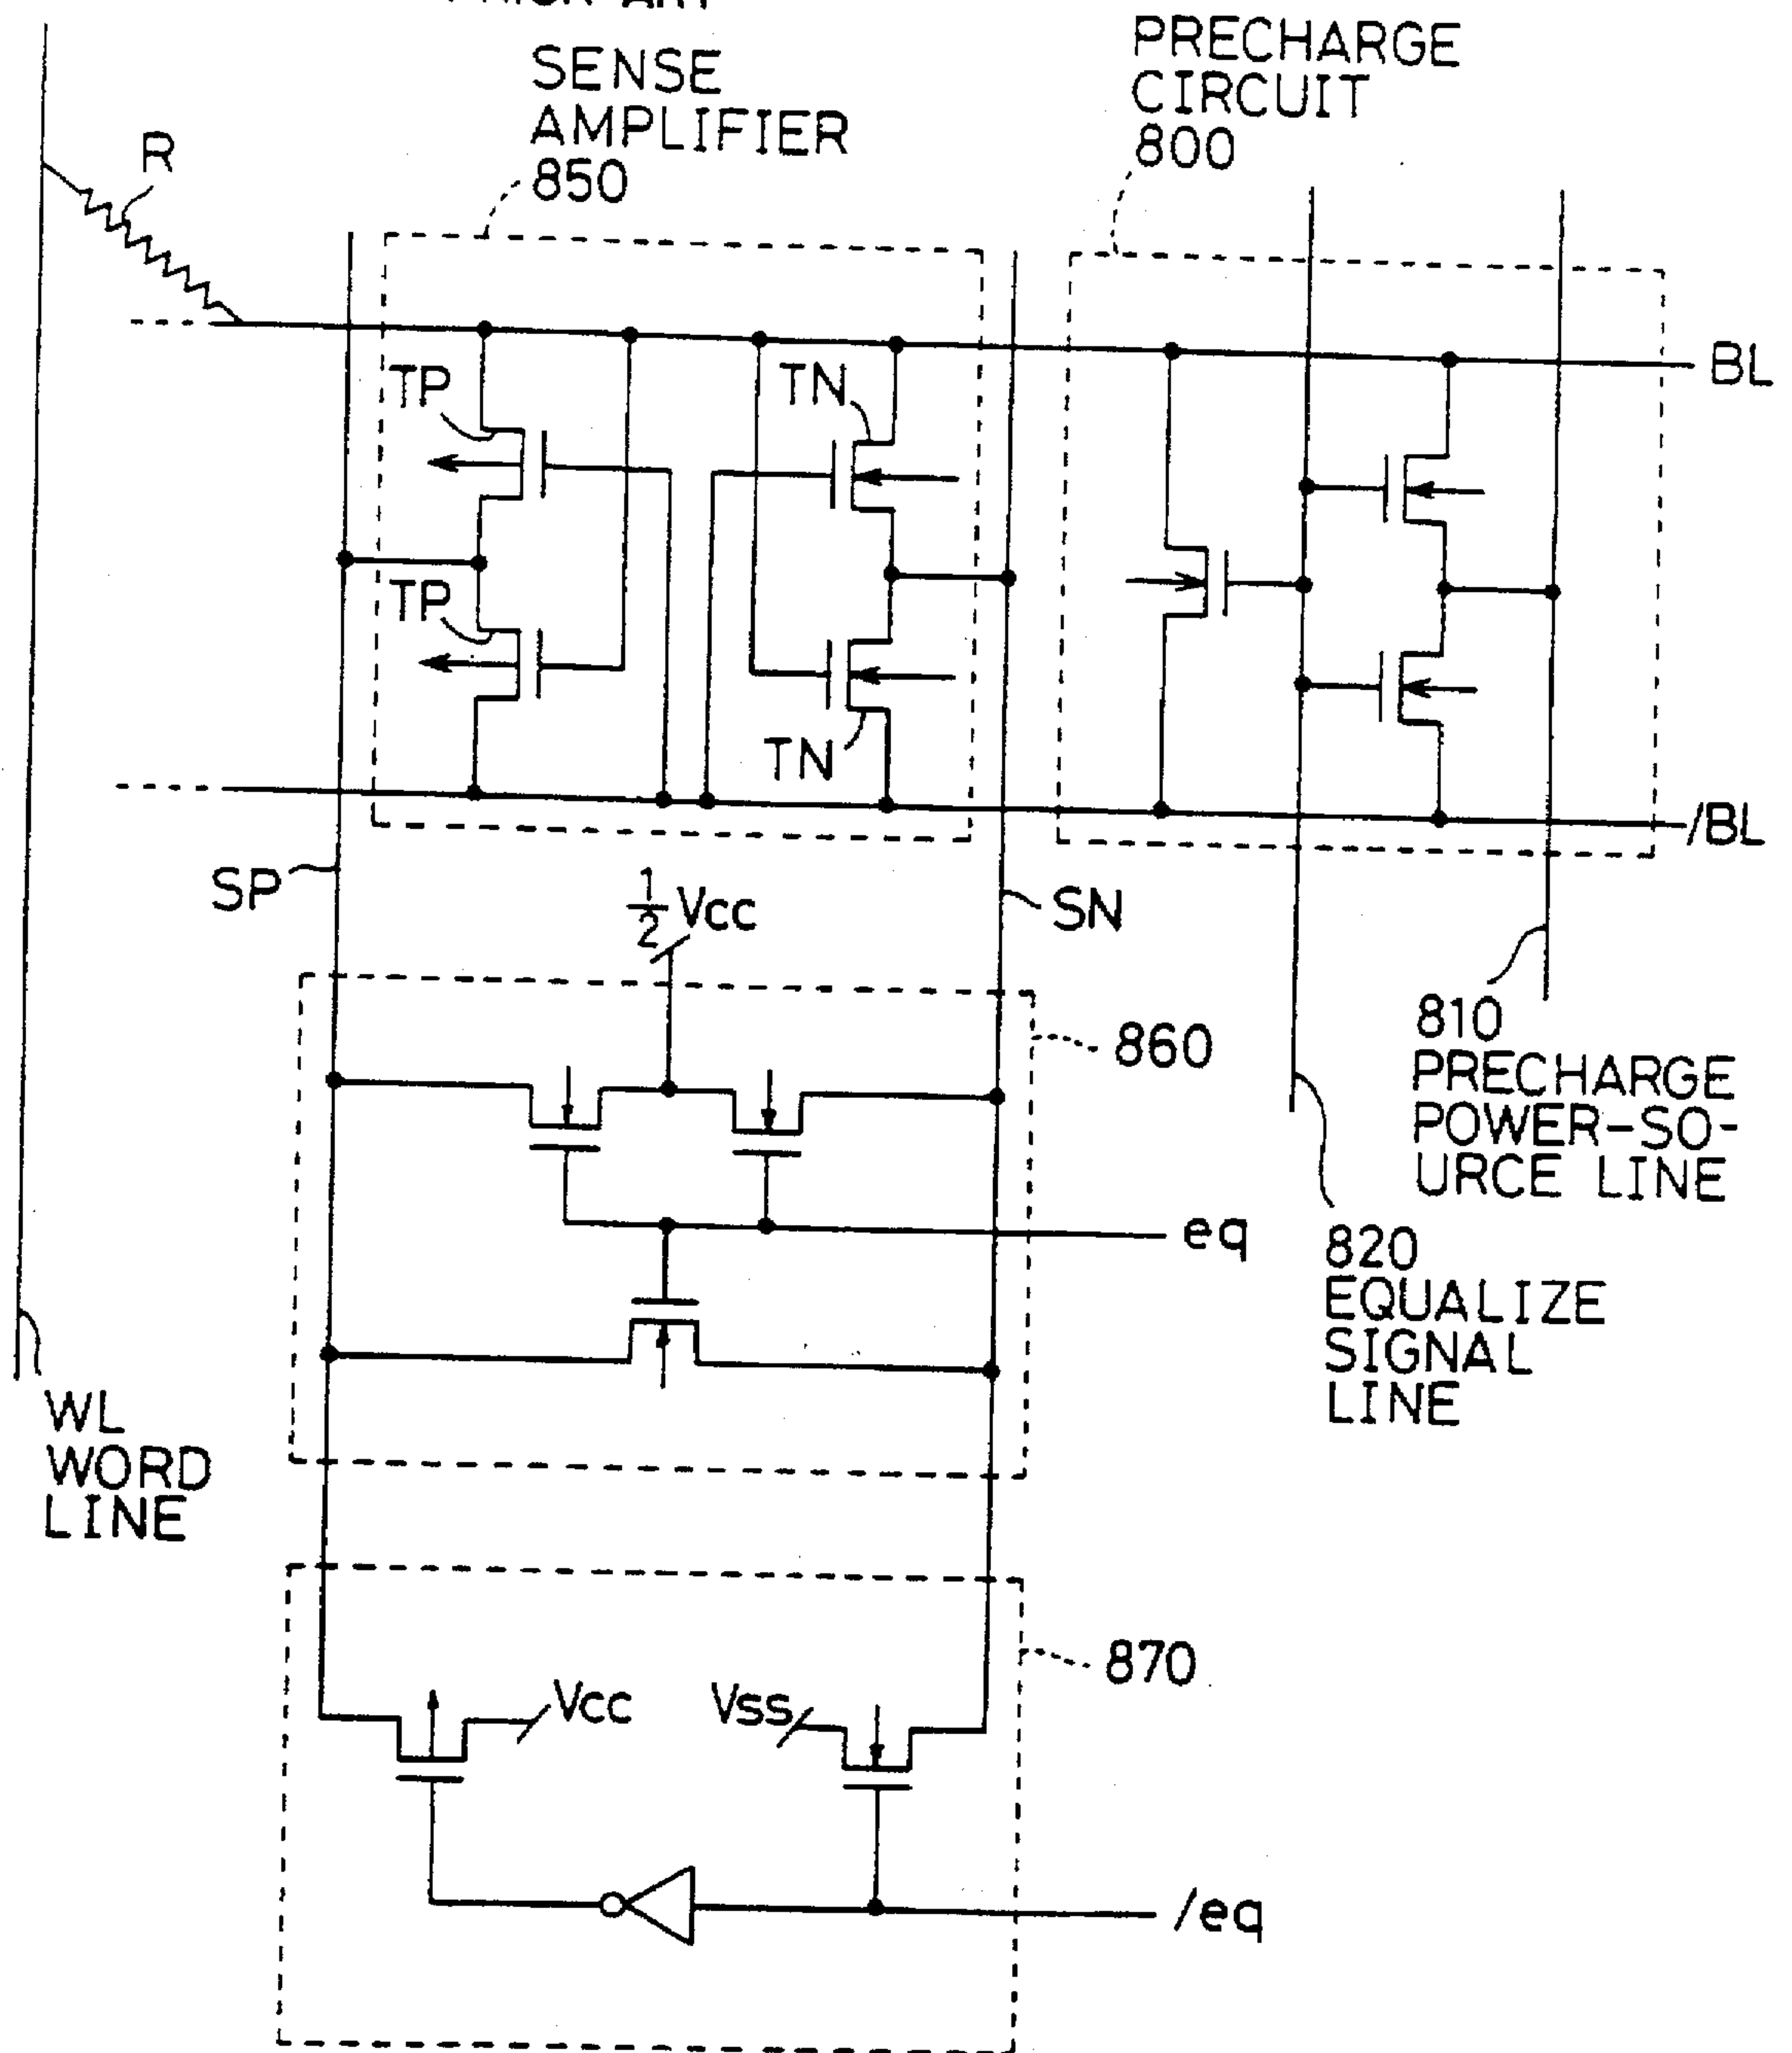 SENSE
AMPLIFIER
850
PRECHARGE
CIRCUIT
800
R
TP
TN
BL
TP
TN
/BL
SP
1/2 Vcc
SN
860
810
PRECHARGE
POWER-SO-
URCE LINE
eq
820
EQUALIZE
SIGNAL
LINE
WL
WORD
LINE
870
Vcc
Vss
/eq